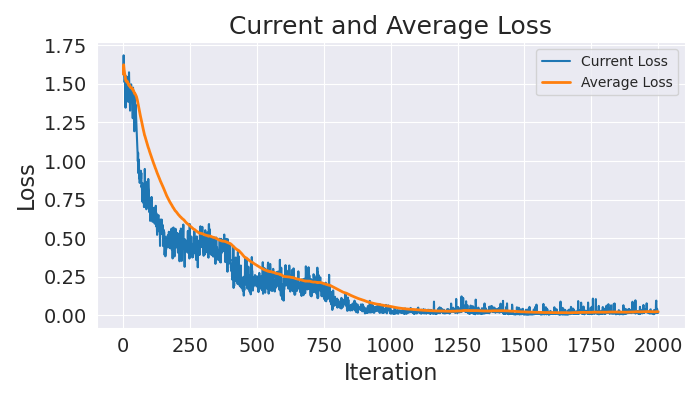 Current and Average Loss
1.75
1.50
1.25
1.00
0.75
0.50
0.25
0.00
Loss
Current Loss
Average Loss
0 250 500 750 1000 1250 1500 1750 2000
Iteration